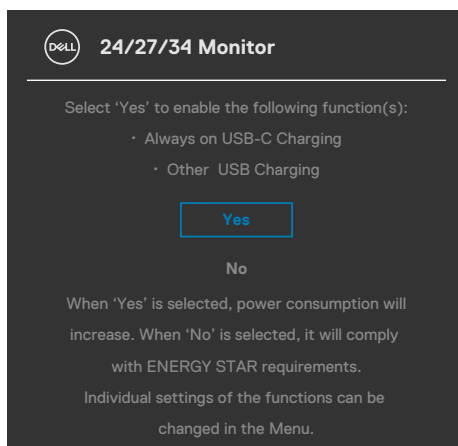 DELL 24/27/34 Monitor
Select ‘Yes’ to enable the following function(s):
· Always on USB-C Charging
· Other USB Charging
Yes
No
When ‘Yes’ is selected, power consumption will
increase. When ‘No’ is selected, it will comply
with ENERGY STAR requirements.
Individual settings of the functions can be
changed in the Menu.